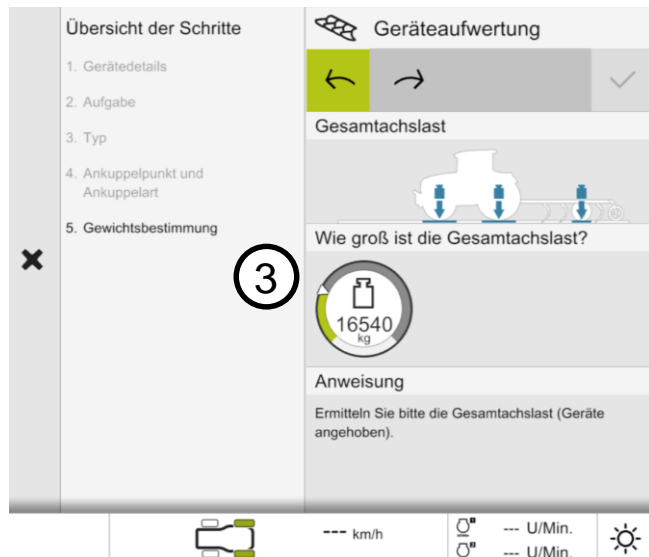 Übersicht der Schritte
1. Gerätedetails
2. Aufgabe
3. Typ
4. Ankuppelpunkt und
Ankuppelart
5. Gewichtsbestimmung
Geräteaufwertung
Gesamtachslast
Wie groß ist die Gesamtachslast?
3
16540
kg
Anweisung
Ermitteln Sie bitte die Gesamtachslast (Geräte
angehoben).
--- km/h
--- U/Min.
--- U/Min.